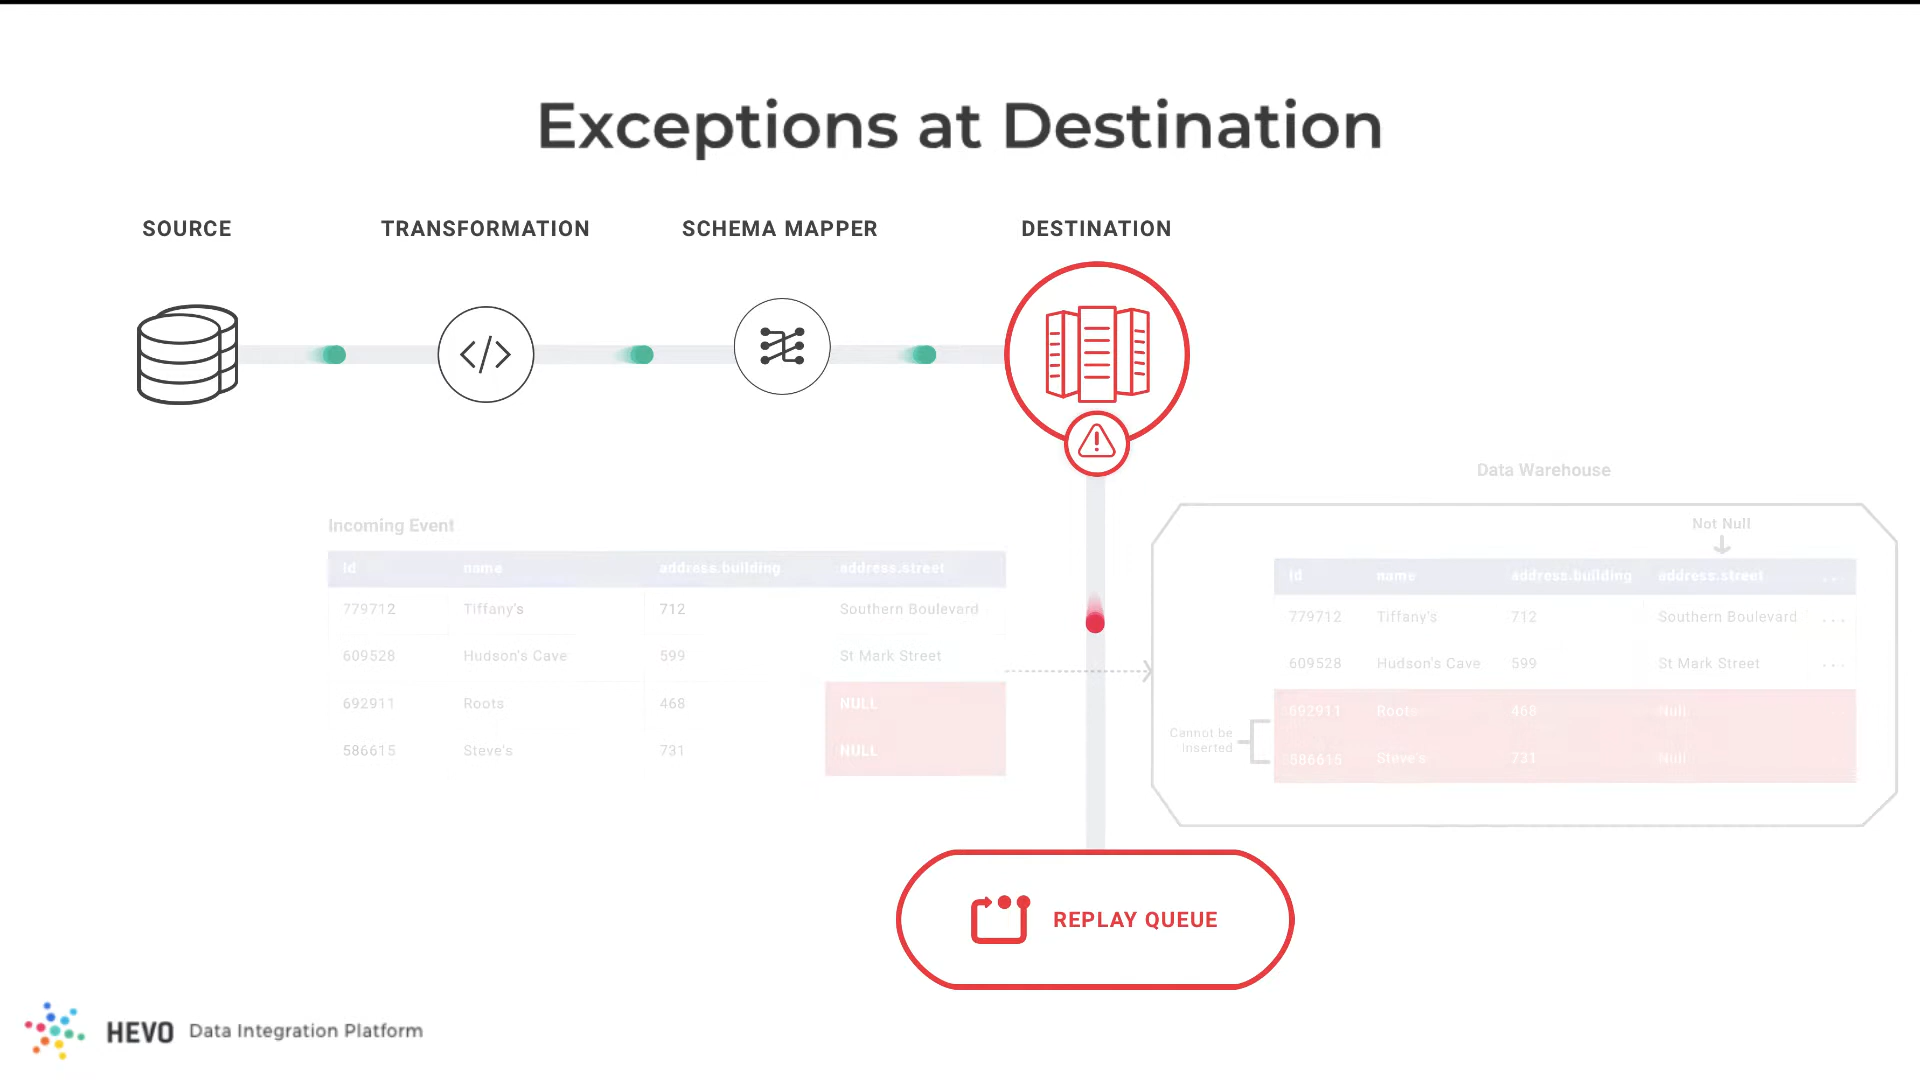 Exceptions at Destination
SOURCE TRANSFORMATION SCHEMA MAPPER DESTINATION
Data Warehouse
Incoming Event
id name address.building address.street
779712 Tiffany's 712 Southern Boulevard
609528 Hudson's Cave 599 St Mark Street
692911 Roots 468 NULL
586615 Steve's 731 NULL
Not Null
id name address.building address.street ..
779712 Tiffany's 712 Southern Boulevard ...
609528 Hudson's Cave 599 St Mark Street ...
692911 Roots 468 Null
586615 Steve's 731 Null
Cannot be
Inserted
REPLAY QUEUE
HEVO Data Integration Platform